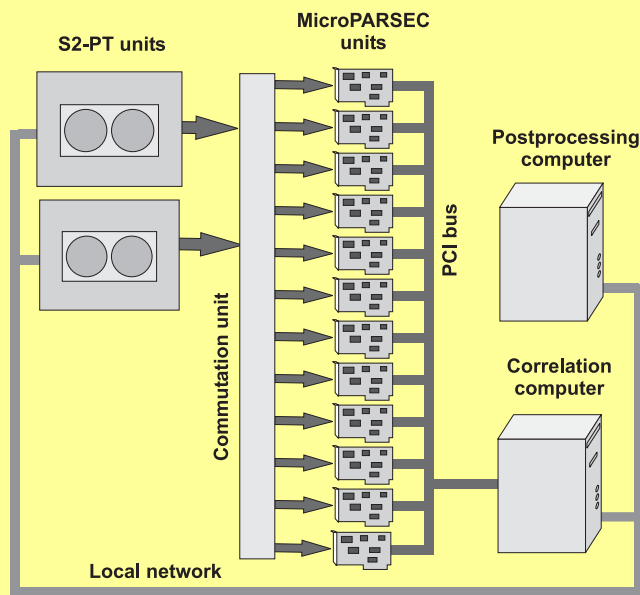 MicroPARSEC
units
S2-PT units
Postprocessing
computer
PCI bus
Commutation unit
Correlation
computer
Local network